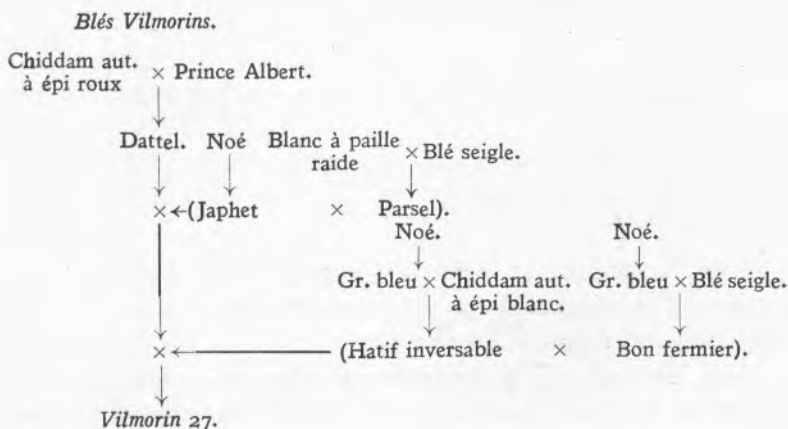 Blés Vilmorins.
Chiddam aut. × Prince Albert.
à épi roux
Dattel. Noé Blanc à paille × Blé seigle.
raide
× ←(Japhet × Parsel).
Noé. Noé.
Gr. bleu × Chiddam aut. Gr. bleu × Blé seigle.
à épi blanc.
× (Hatif inversable × Bon fermier).
Vilmorin 27.